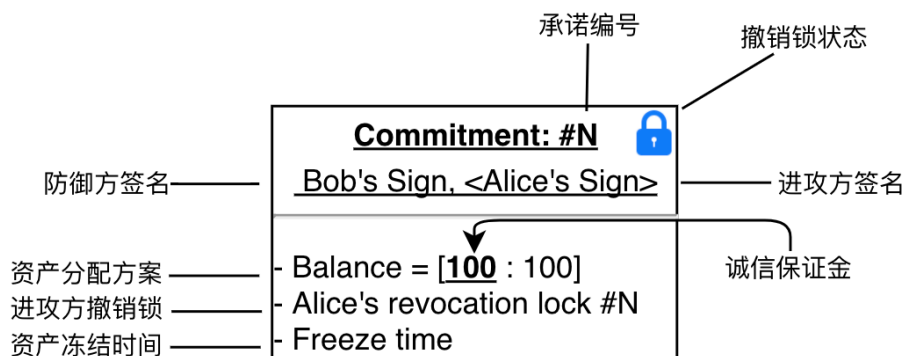 承诺编号
撤销锁状态
Commitment: #N
防御方签名
Bob's Sign, <Alice's Sign>
进攻方签名
资产分配方案
- Balance = [100 : 100]
诚信保证金
进攻方撤销锁
- Alice's revocation lock #N
资产冻结时间
- Freeze time